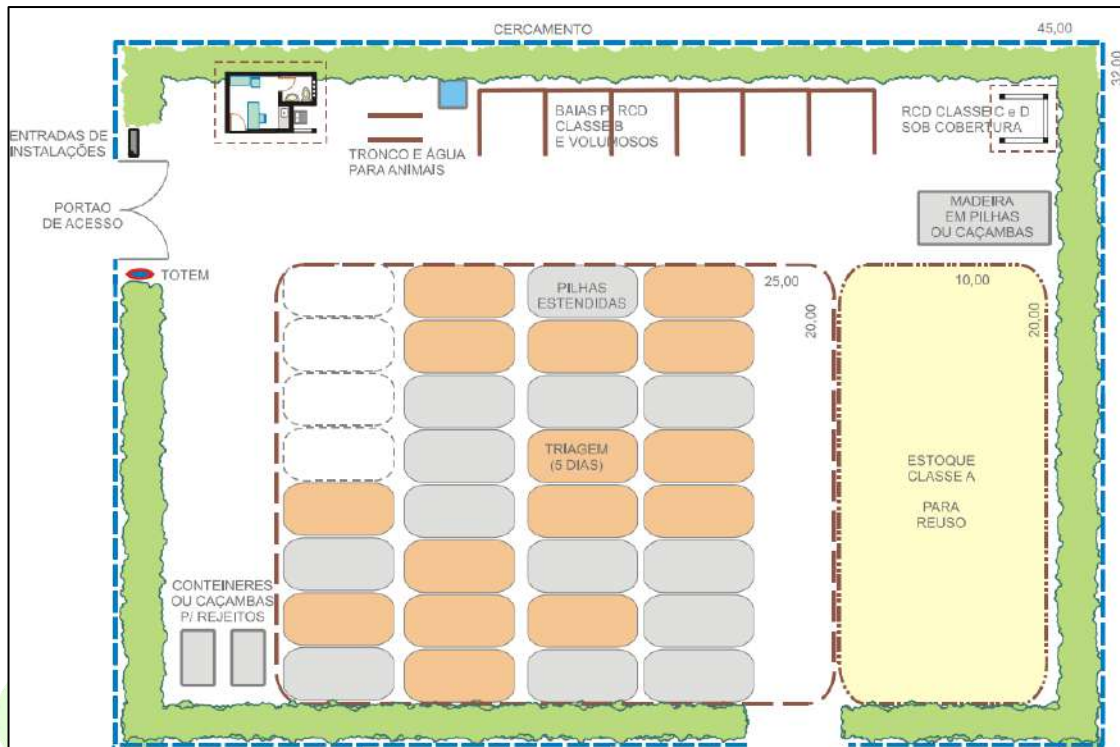 CERCAMENTO
45,00
32,00
ENTRADAS DE
INSTALAÇÕES
TRONCO E ÁGUA
PARA ANIMAIS
BAIAS P/ RCD
CLASSE B
E VOLUMOSOS
RCD CLASSE C e D
SOB COBERTURA
PORTAO
DE ACESSO
MADEIRA
EM PILHAS
OU CAÇAMBAS
TOTEM
PILHAS
ESTENDIDAS
25,00
20,00
10,00
20,00
TRIAGEM
(5 DIAS)
ESTOQUE
CLASSE A
PARA
REUSO
CONTEINERES
OU CAÇAMBAS
P/ REJEITOS